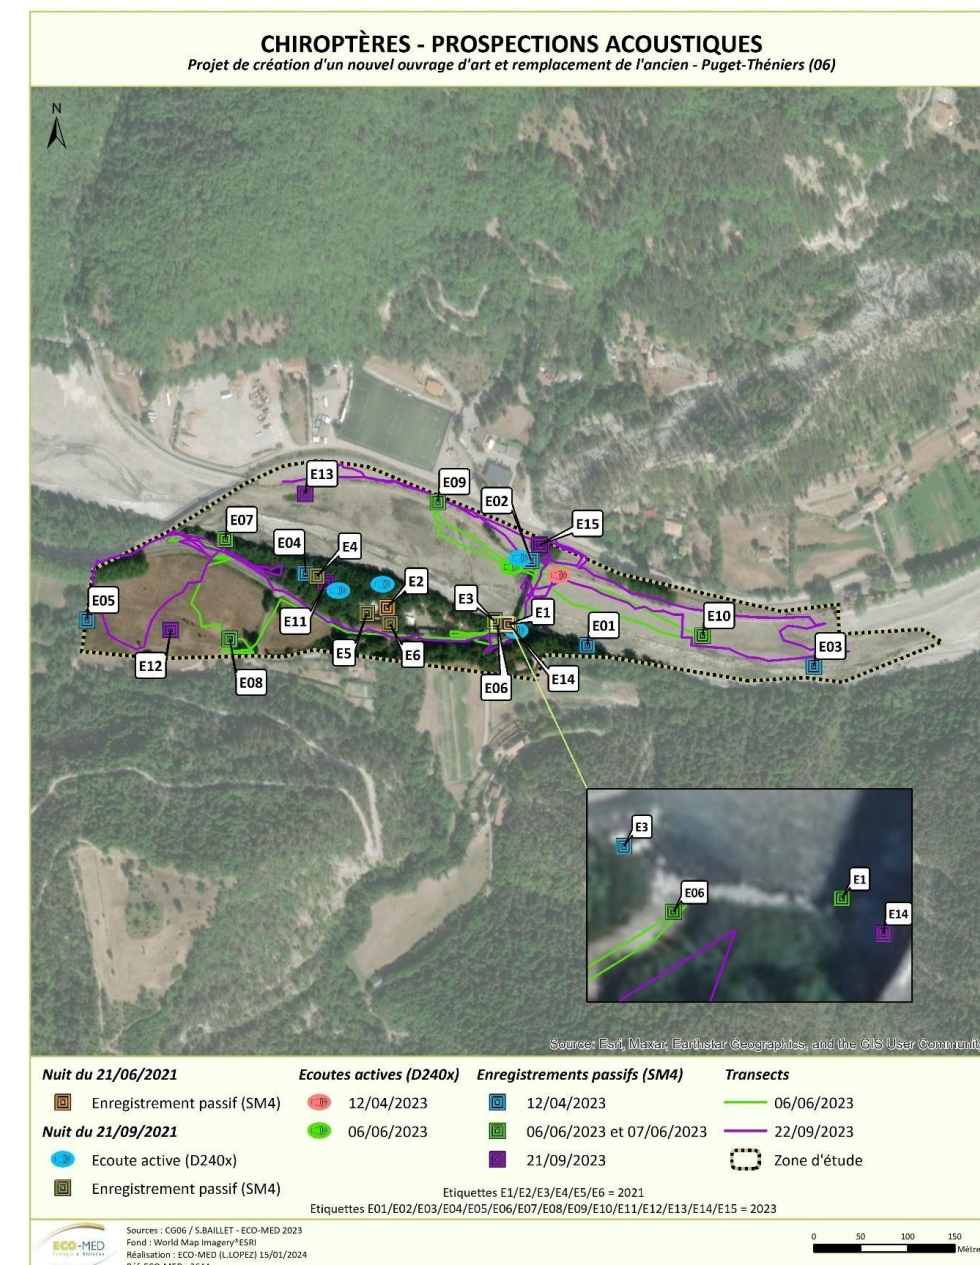 CHIROPTÈRES - PROSPECTIONS ACOUSTIQUES
Projet de création d'un nouvel ouvrage d'art et remplacement de l'ancien - Puget-Théniers (06)
N
E13
E09
E02
E15
E07
E04
E4
E2
E3
E1
E05
E11
E01
E10
E12
E5
E6
E03
E08
E06
E14
E3
E06
E1
E14
Source: Esri, Maxar, Earthstar Geographics, and the GIS User Communit
Nuit du 21/06/2021
Enregistrement passif (SM4)
Nuit du 21/09/2021
Ecoute active (D240x)
Enregistrement passif (SM4)
Ecoutes actives (D240x)
12/04/2023
06/06/2023
Enregistrements passifs (SM4)
12/04/2023
06/06/2023 et 07/06/2023
21/09/2023
Transects
06/06/2023
22/09/2023
Zone d'étude
Etiquettes E1/E2/E3/E4/E5/E6 = 2021
Etiquettes E01/E02/E03/E04/E05/E06/E07/E08/E09/E10/E11/E12/E13/E14/E15 = 2023
ECO-MED
Sources : CG06 / S.BAILLET - ECO-MED 2023
Fond : World Map Imagery®ESRI
Réalisation : ECO-MED (L.LOPEZ) 15/01/2024
0 50 100 150
Mètre